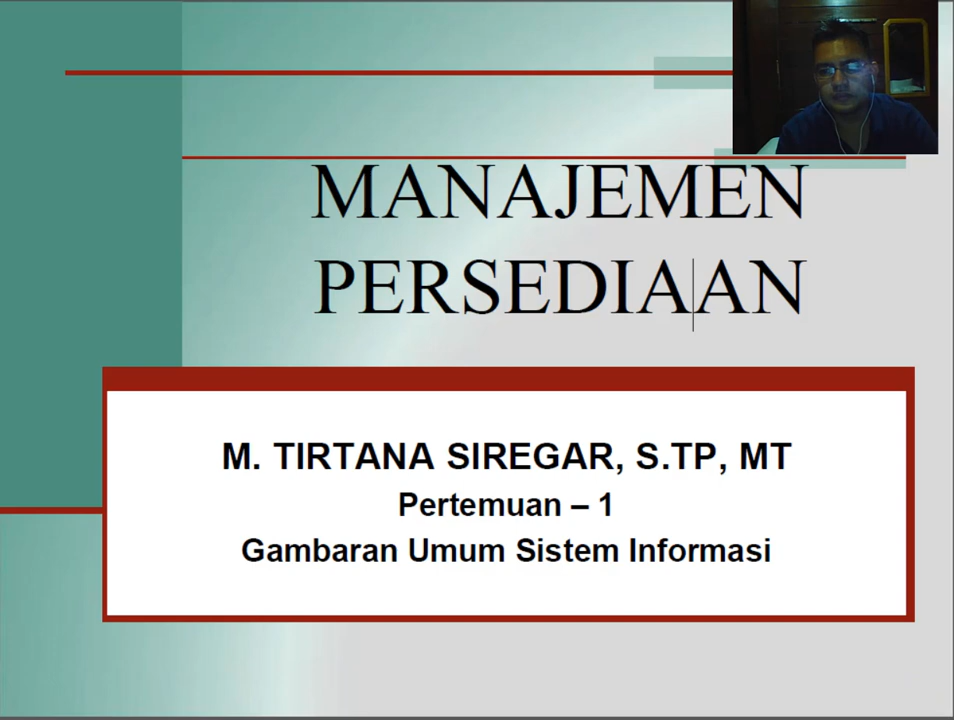 MANAJEMEN
PERSEDIAAN
M. TIRTANA SIREGAR, S.TP, MT
Pertemuan – 1
Gambaran Umum Sistem Informasi